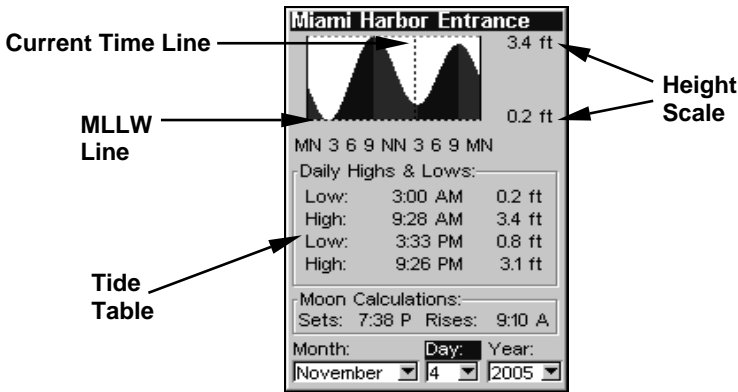 Miami Harbor Entrance
Current Time Line
3.4 ft
Height
Scale
0.2 ft
MLLW
Line
MN 3 6 9 NN 3 6 9 MN
Daily Highs & Lows:
Low: 3:00 AM 0.2 ft
High: 9:28 AM 3.4 ft
Low: 3:33 PM 0.8 ft
High: 9:26 PM 3.1 ft
Tide
Table
Moon Calculations:
Sets: 7:38 P Rises: 9:10 A
Month: Day: Year:
November 4 2005